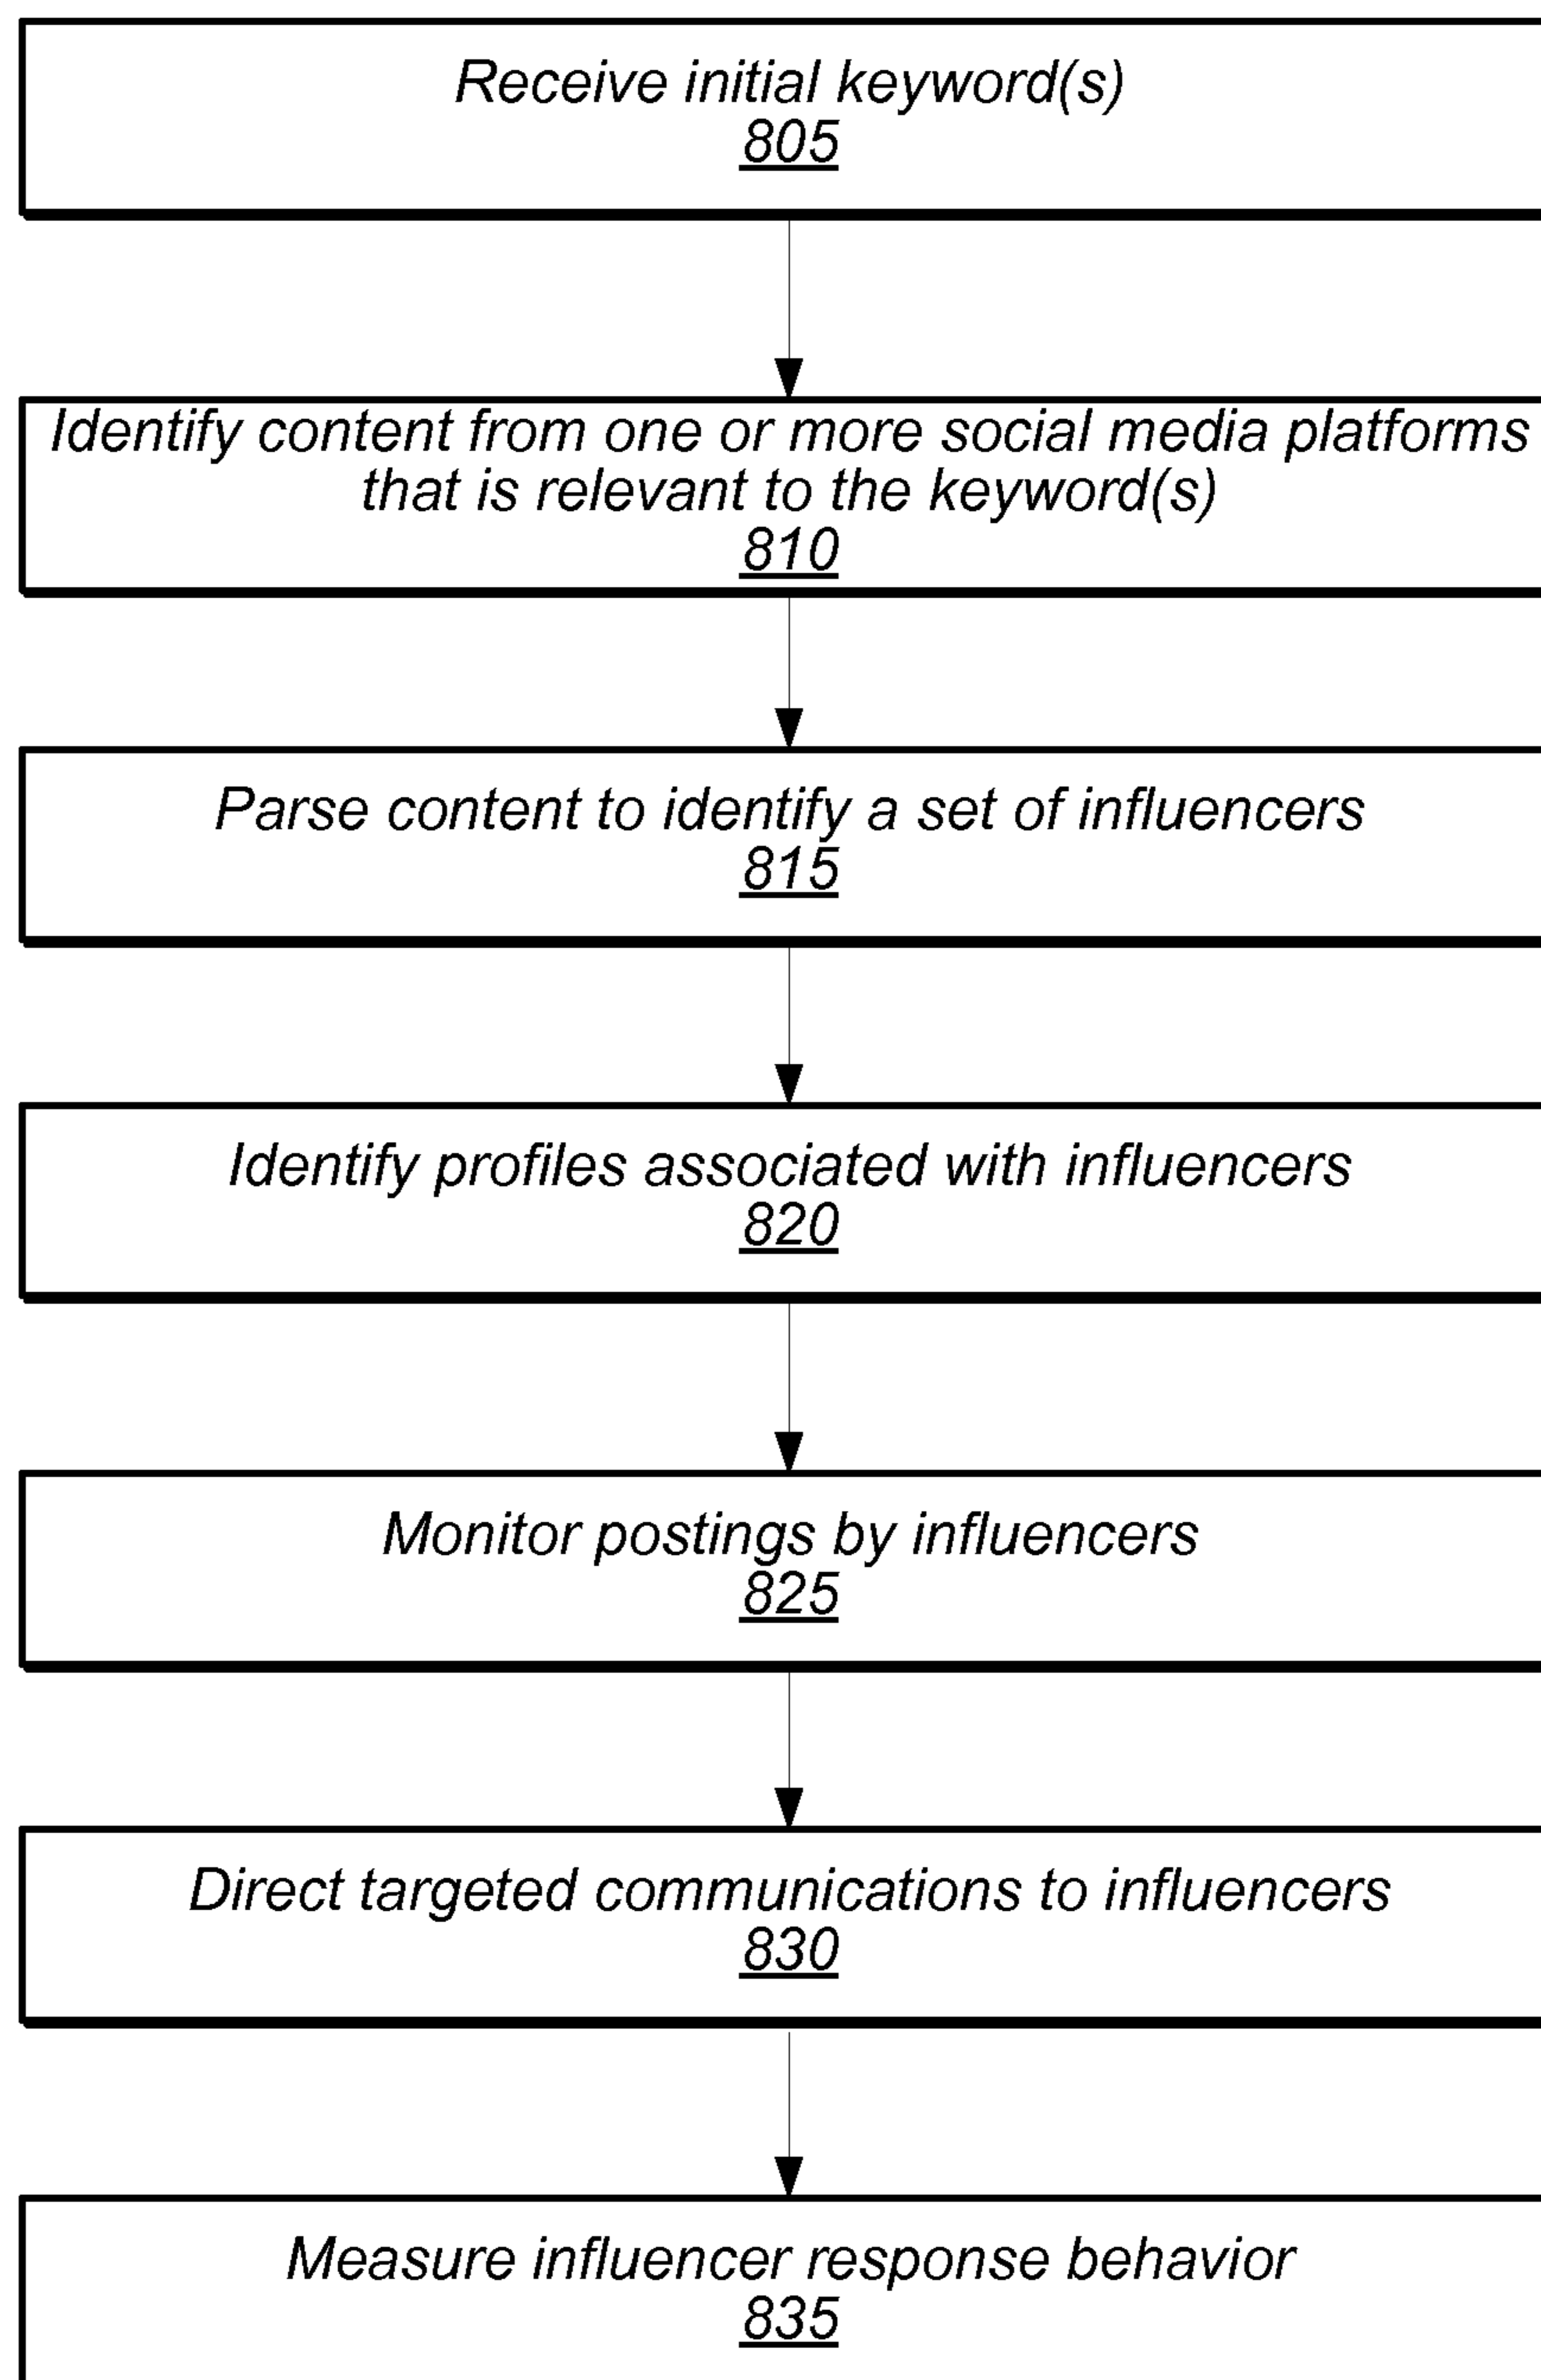 Receive initial keyword(s)
805
Identify content from one or more social media platforms
that is relevant to the keyword(s)
810
Parse content to identify a set of influencers
815
Identify profiles associated with influencers
820
Monitor postings by influencers
825
Direct targeted communications to influencers
830
Measure influencer response behavior
835